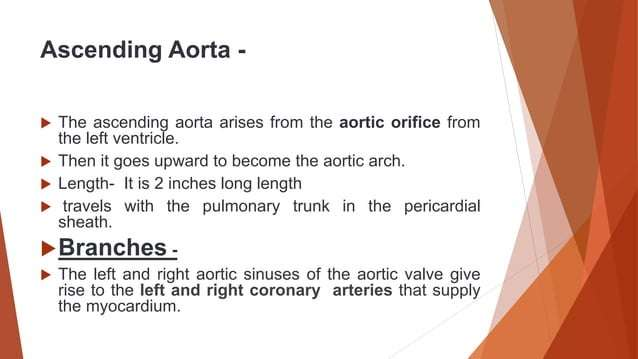 Ascending Aorta -
The ascending aorta arises from the aortic orifice from
the left ventricle.
Then it goes upward to become the aortic arch.
Length- It is 2 inches long length
travels with the pulmonary trunk in the pericardial
sheath.
Branches -
The left and right aortic sinuses of the aortic valve give
rise to the left and right coronary arteries that supply
the myocardium.